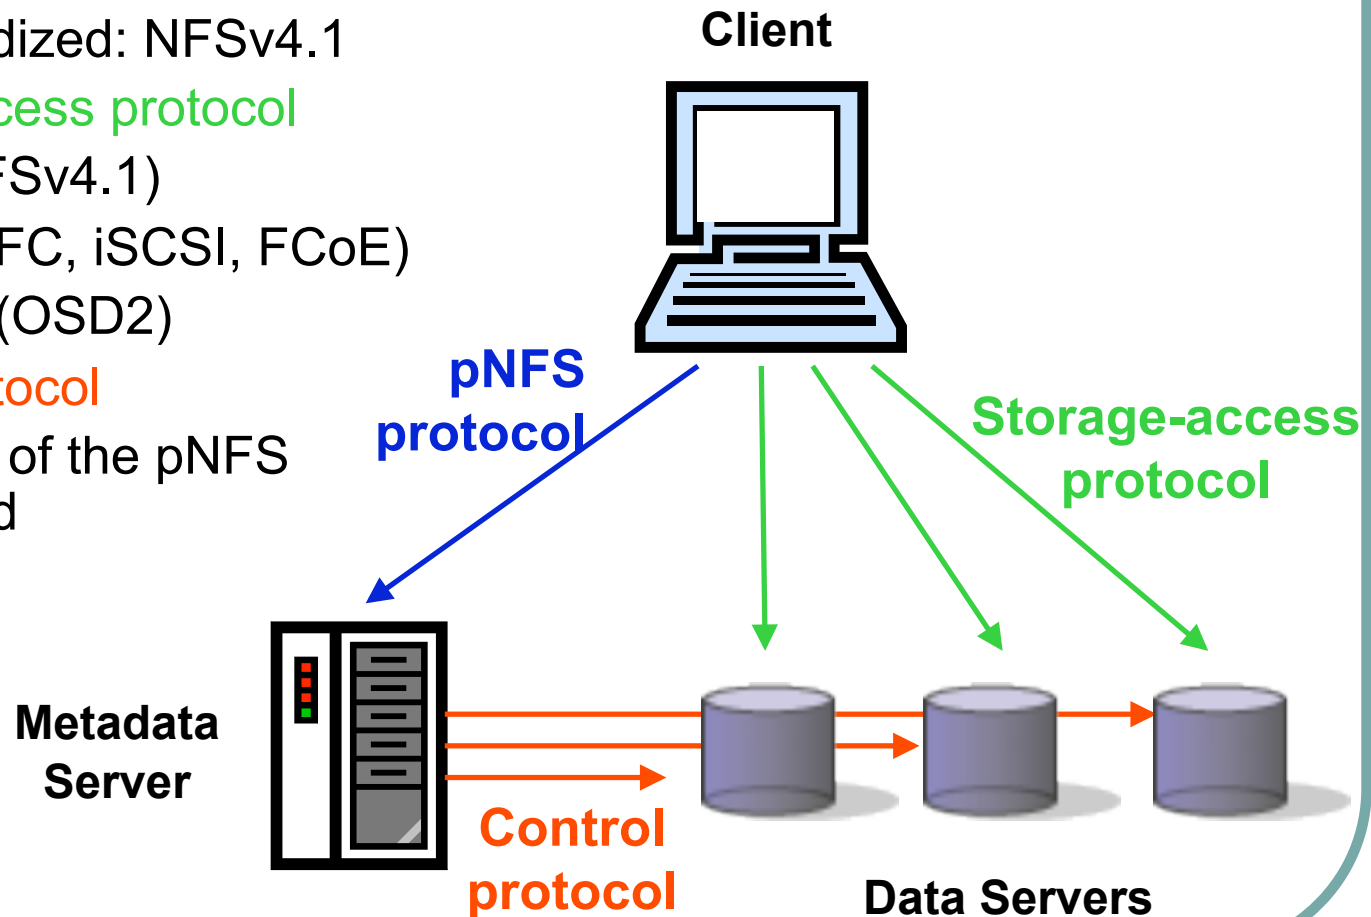 dized: NFSv4.1
cess protocol
FSv4.1)
FC, iSCSI, FCoE)
(OSD2)
tocol
of the pNFS
d
Client
pNFS
protocol
Storage-access
protocol
Metadata
Server
Control
protocol
Data Servers